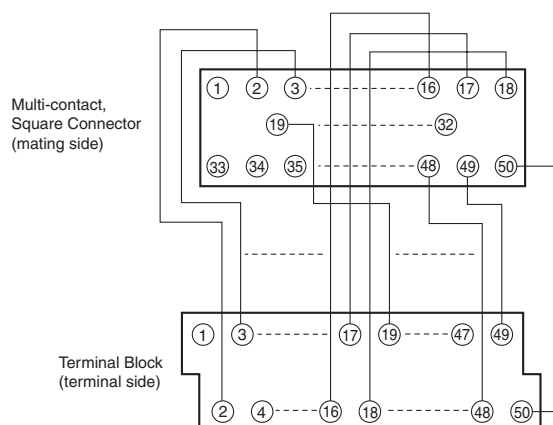 1 2 3 16 17 18
Multi-contact,
Square Connector
(mating side)
19 32
33 34 35 48 49 50
1 3 17 19 47 49
Terminal Block
(terminal side)
2 4 16 18 48 50